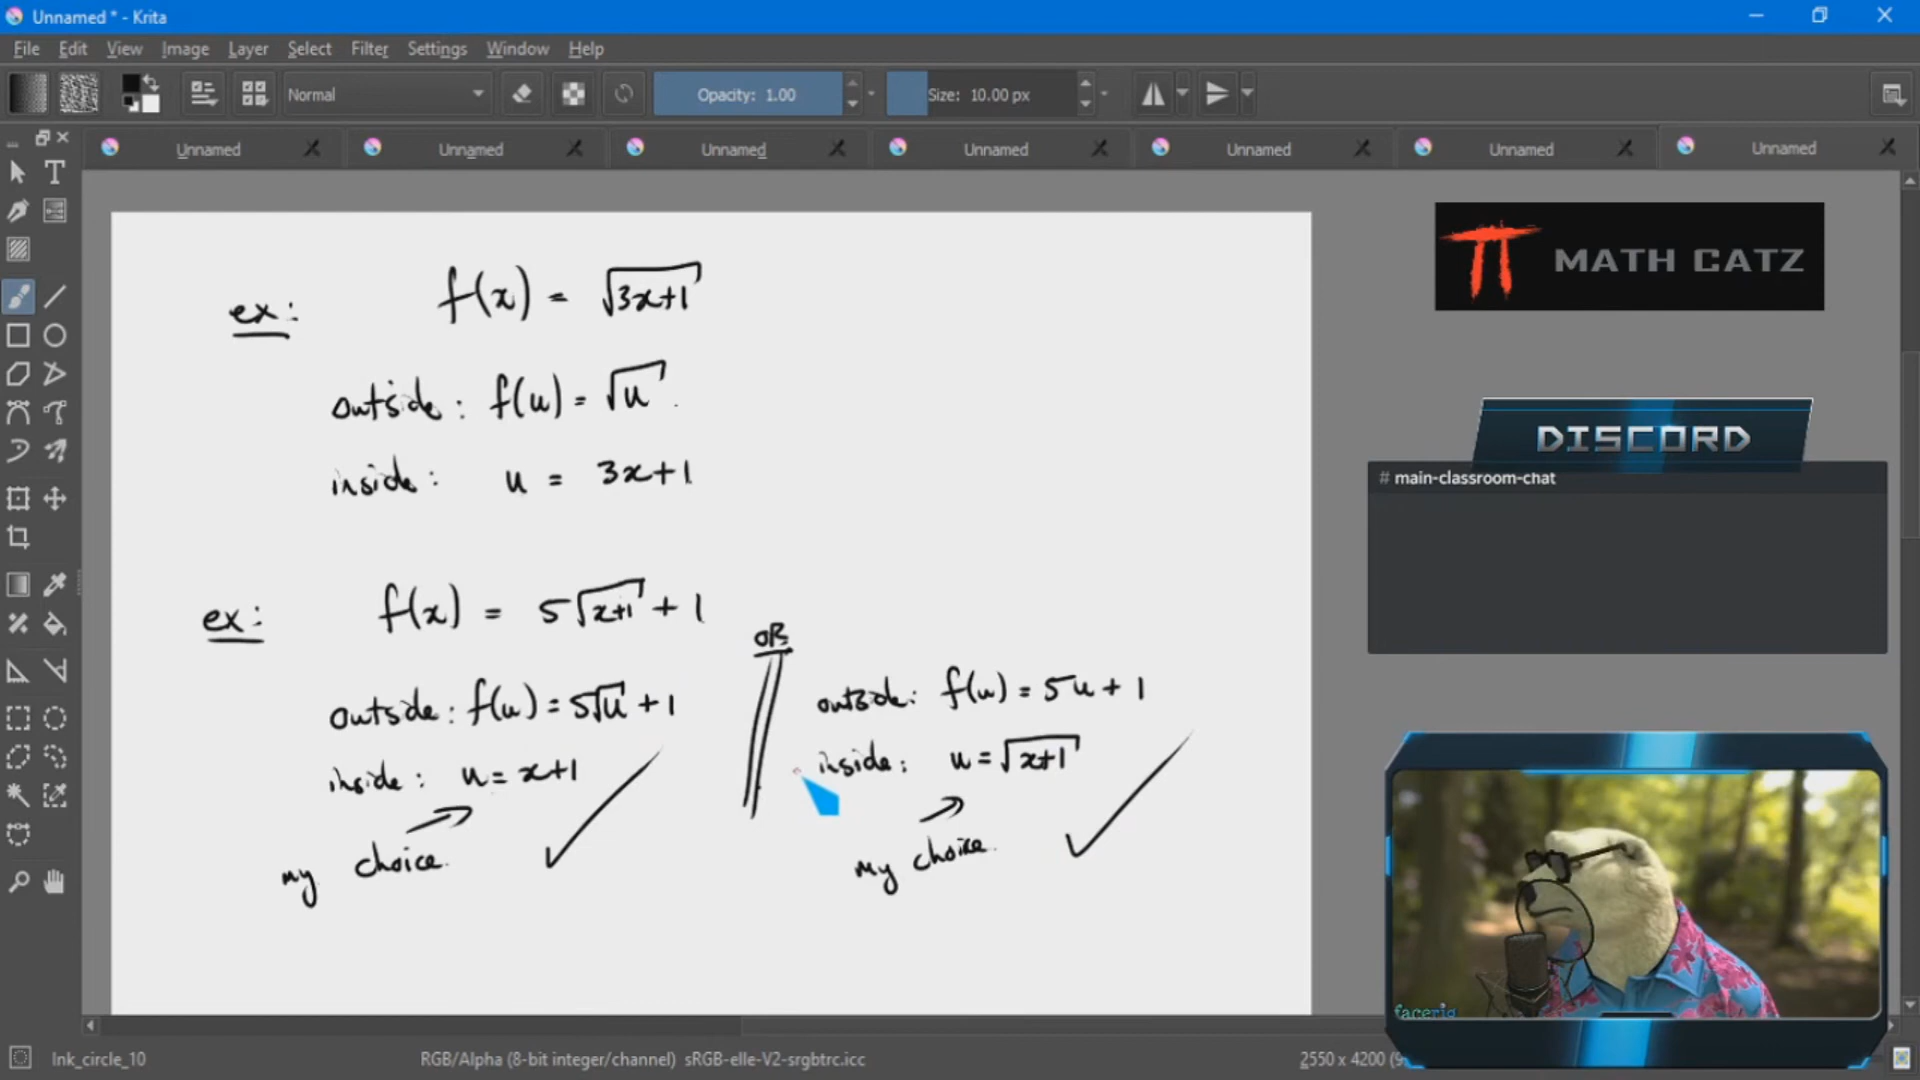 Unnamed * - Krita
File Edit View Image Layer Select Filter Settings Window Help
Normal
Opacity: 1.00
Size: 10.00 px
Unnamed Unnamed Unnamed Unnamed Unnamed Unnamed Unnamed
MATH CATZ
ex: f(x) = √(3x+1)
outside: f(u) = √u
inside: u = 3x+1
ex: f(x) = 5√(x+1) + 1
OR
outside: f(u) = 5√u + 1
inside: u = x+1
my choice.
outside: f(u) = 5u + 1
inside: u = √(x+1)
my choice.
DISCORD
# main-classroom-chat
facerig
Ink_circle_10
RGB/Alpha (8-bit integer/channel) sRGB-elle-V2-srgbtrc.icc
2550 x 4200 (9